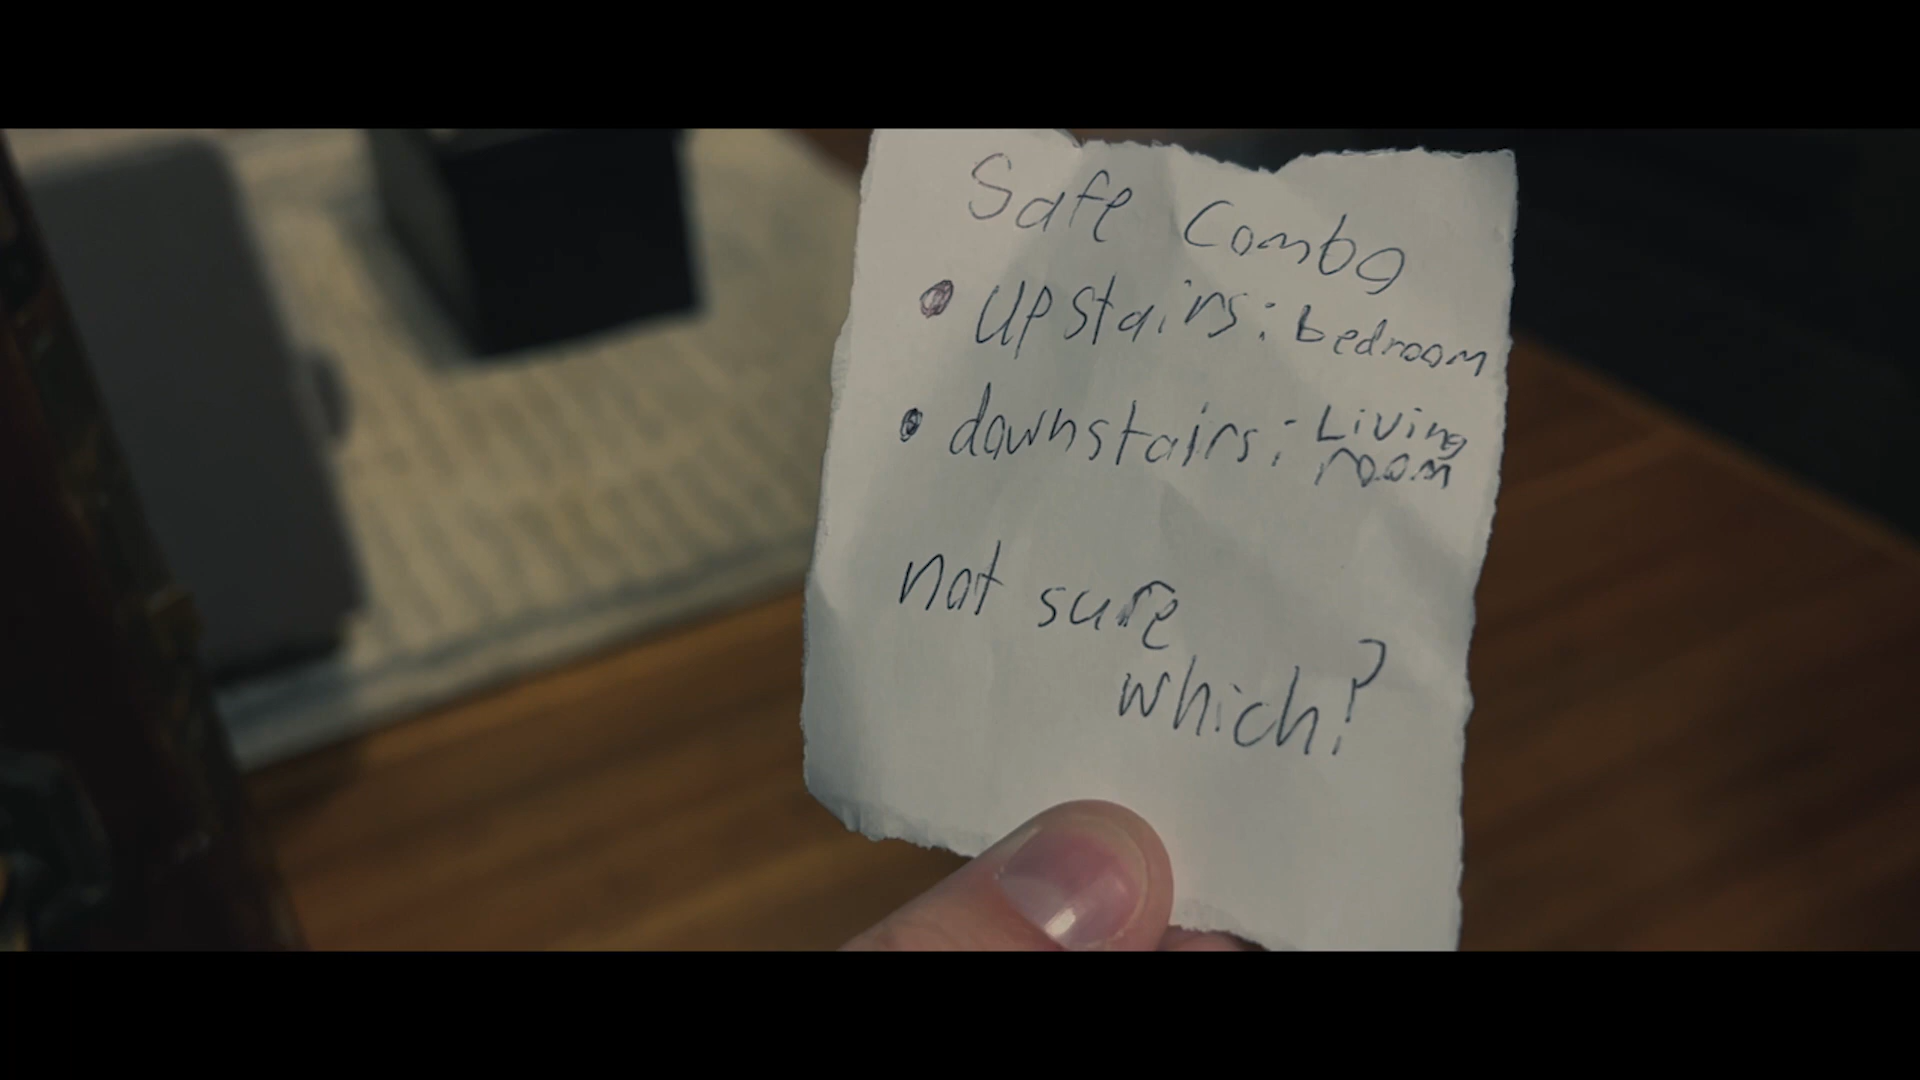 Safe Combo
• upstairs: bedroom
• downstairs: Living
room
not sure
which?